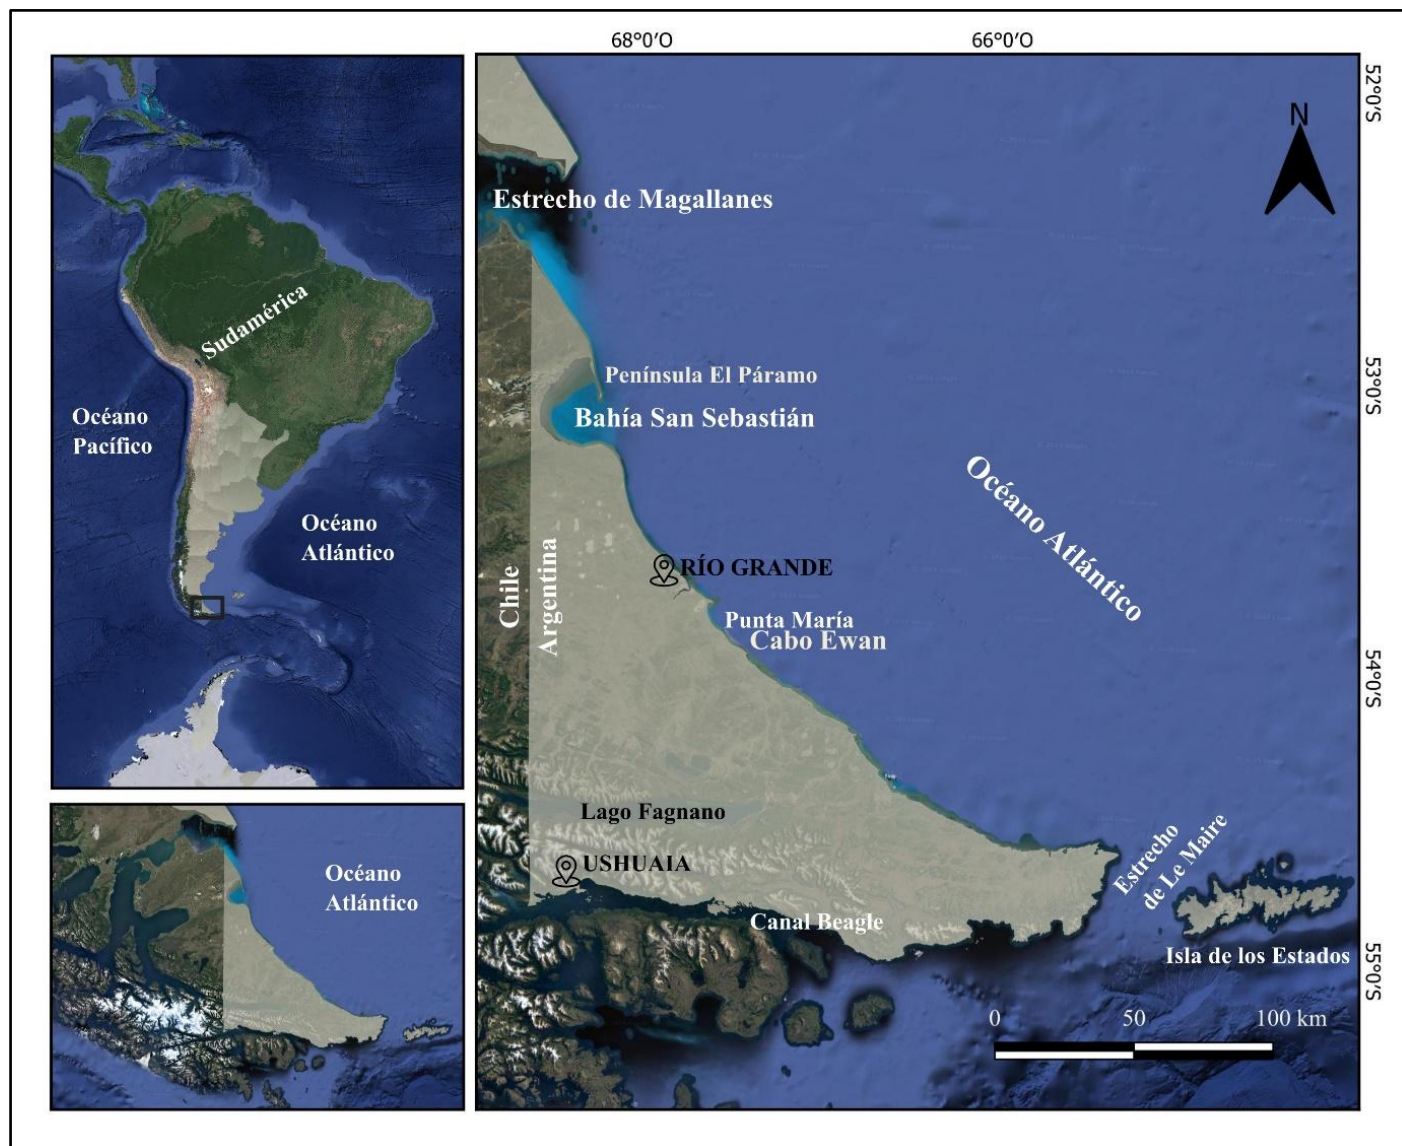 68°0'O
66°0'O
52°0'S
53°0'S
54°0'S
55°0'S
N
Sudamérica
Océano
Pacífico
Océano
Atlántico
Océano
Atlántico
Estrecho de Magallanes
Península El Páramo
Bahía San Sebastián
Océano Atlántico
Chile
Argentina
RÍO GRANDE
Punta María
Cabo Ewan
Lago Fagnano
USHUAIA
Canal Beagle
Estrecho
de Le Maire
Isla de los Estados
0 50 100 km